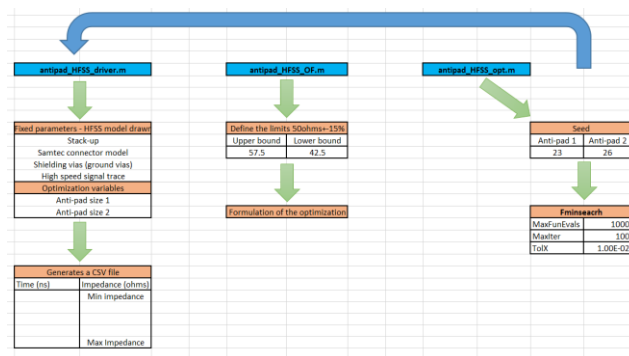 antipad_HFSS_driver.m
antipad_HFSS_OF.m
antipad_HFSS_opt.m
Fixed parameters - HFSS model drawn
Stack-up
Samtec connector model
Shielding vias (ground vias)
High speed signal trace
Optimization variables
Anti-pad size 1
Anti-pad size 2
Generates a CSV file
Time (ns) Impedance (ohms)
Min impedance
Max Impedance
Define the limits 50ohms+-15%
Upper bound Lower bound
57.5 42.5
Formulation of the optimization
Seed
Anti-pad 1 Anti-pad 2
23 26
Fminseacrh
MaxFunEvals 1000
MaxIter 100
TolX 1.00E-02